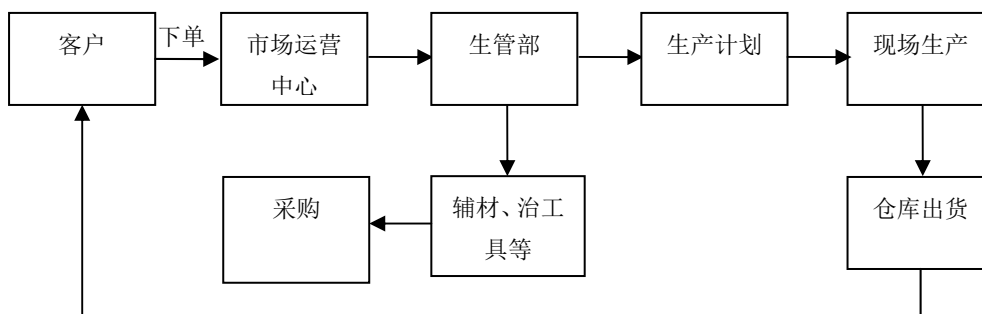 客户
下单
市场运营
中心
生管部
生产计划
现场生产
采购
辅材、治工
具等
仓库出货